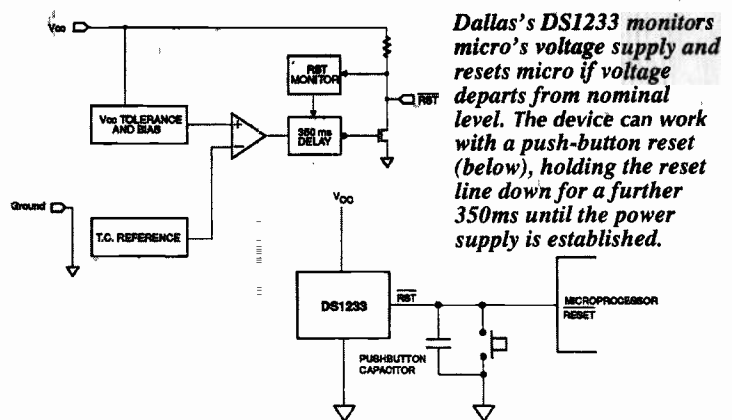 Vcc
RST
MONITOR
RST
Vcc TOLERANCE
AND BIAS
+
−
350 ms
DELAY
Ground
T.C. REFERENCE
Dallas's DS1233 monitors
micro's voltage supply and
resets micro if voltage
departs from nominal
level. The device can work
with a push-button reset
(below), holding the reset
line down for a further
350ms until the power
supply is established.
VCC
DS1233
RST
PUSHBUTTON
CAPACITOR
MICROPROCESSOR
RESET